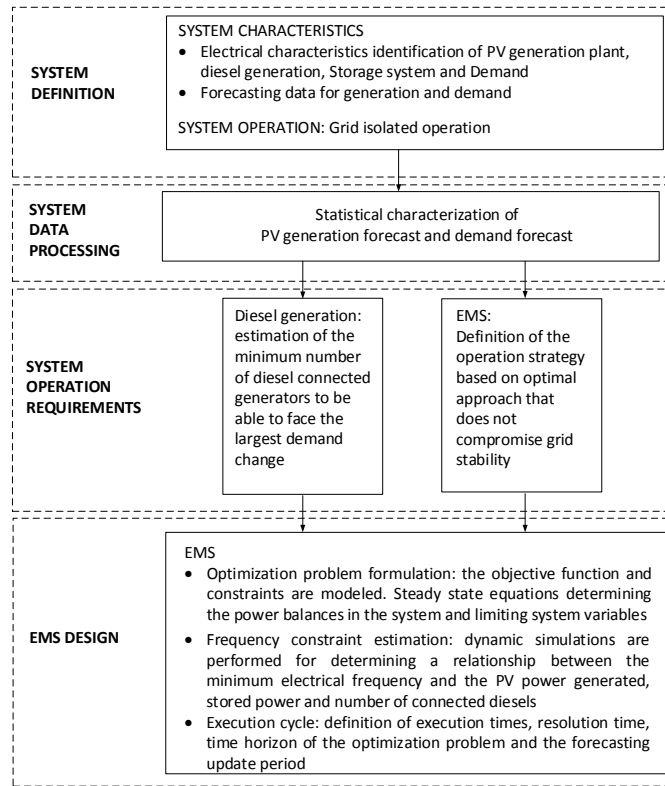 SYSTEM
DEFINITION
SYSTEM CHARACTERISTICS
• Electrical characteristics identification of PV generation plant,
diesel generation, Storage system and Demand
• Forecasting data for generation and demand
SYSTEM OPERATION: Grid isolated operation
SYSTEM
DATA
PROCESSING
Statistical characterization of
PV generation forecast and demand forecast
SYSTEM
OPERATION
REQUIREMENTS
Diesel generation:
estimation of the
minimum number
of diesel connected
generators to be
able to face the
largest demand
change
EMS:
Definition of the
operation strategy
based on optimal
approach that
does not
compromise grid
stability
EMS DESIGN
EMS
• Optimization problem formulation: the objective function and
constraints are modeled. Steady state equations determining
the power balances in the system and limiting system variables
• Frequency constraint estimation: dynamic simulations are
performed for determining a relationship between the
minimum electrical frequency and the PV power generated,
stored power and number of connected diesels
• Execution cycle: definition of execution times, resolution time,
time horizon of the optimization problem and the forecasting
update period